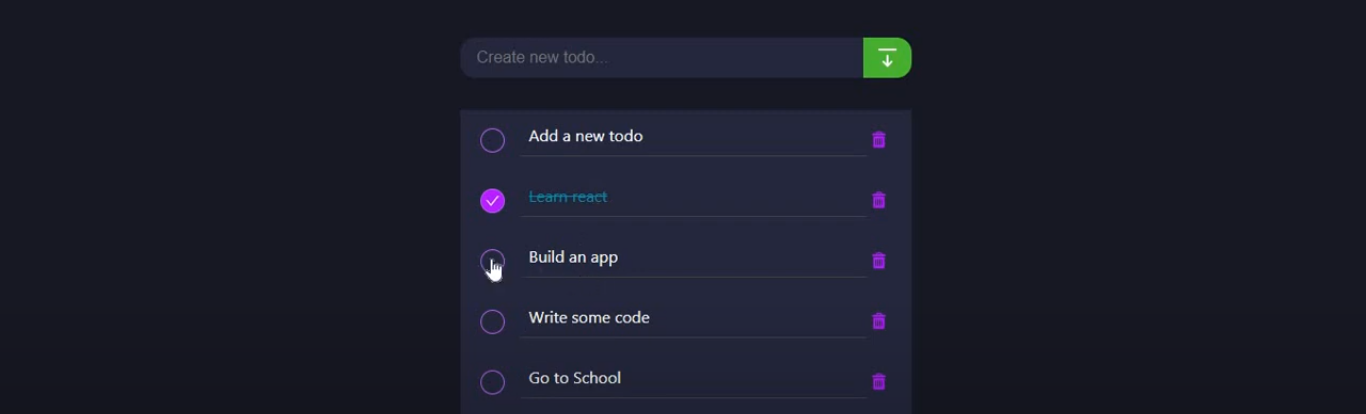 Create new todo...
Add a new todo
Learn react
Build an app
Write some code
Go to School